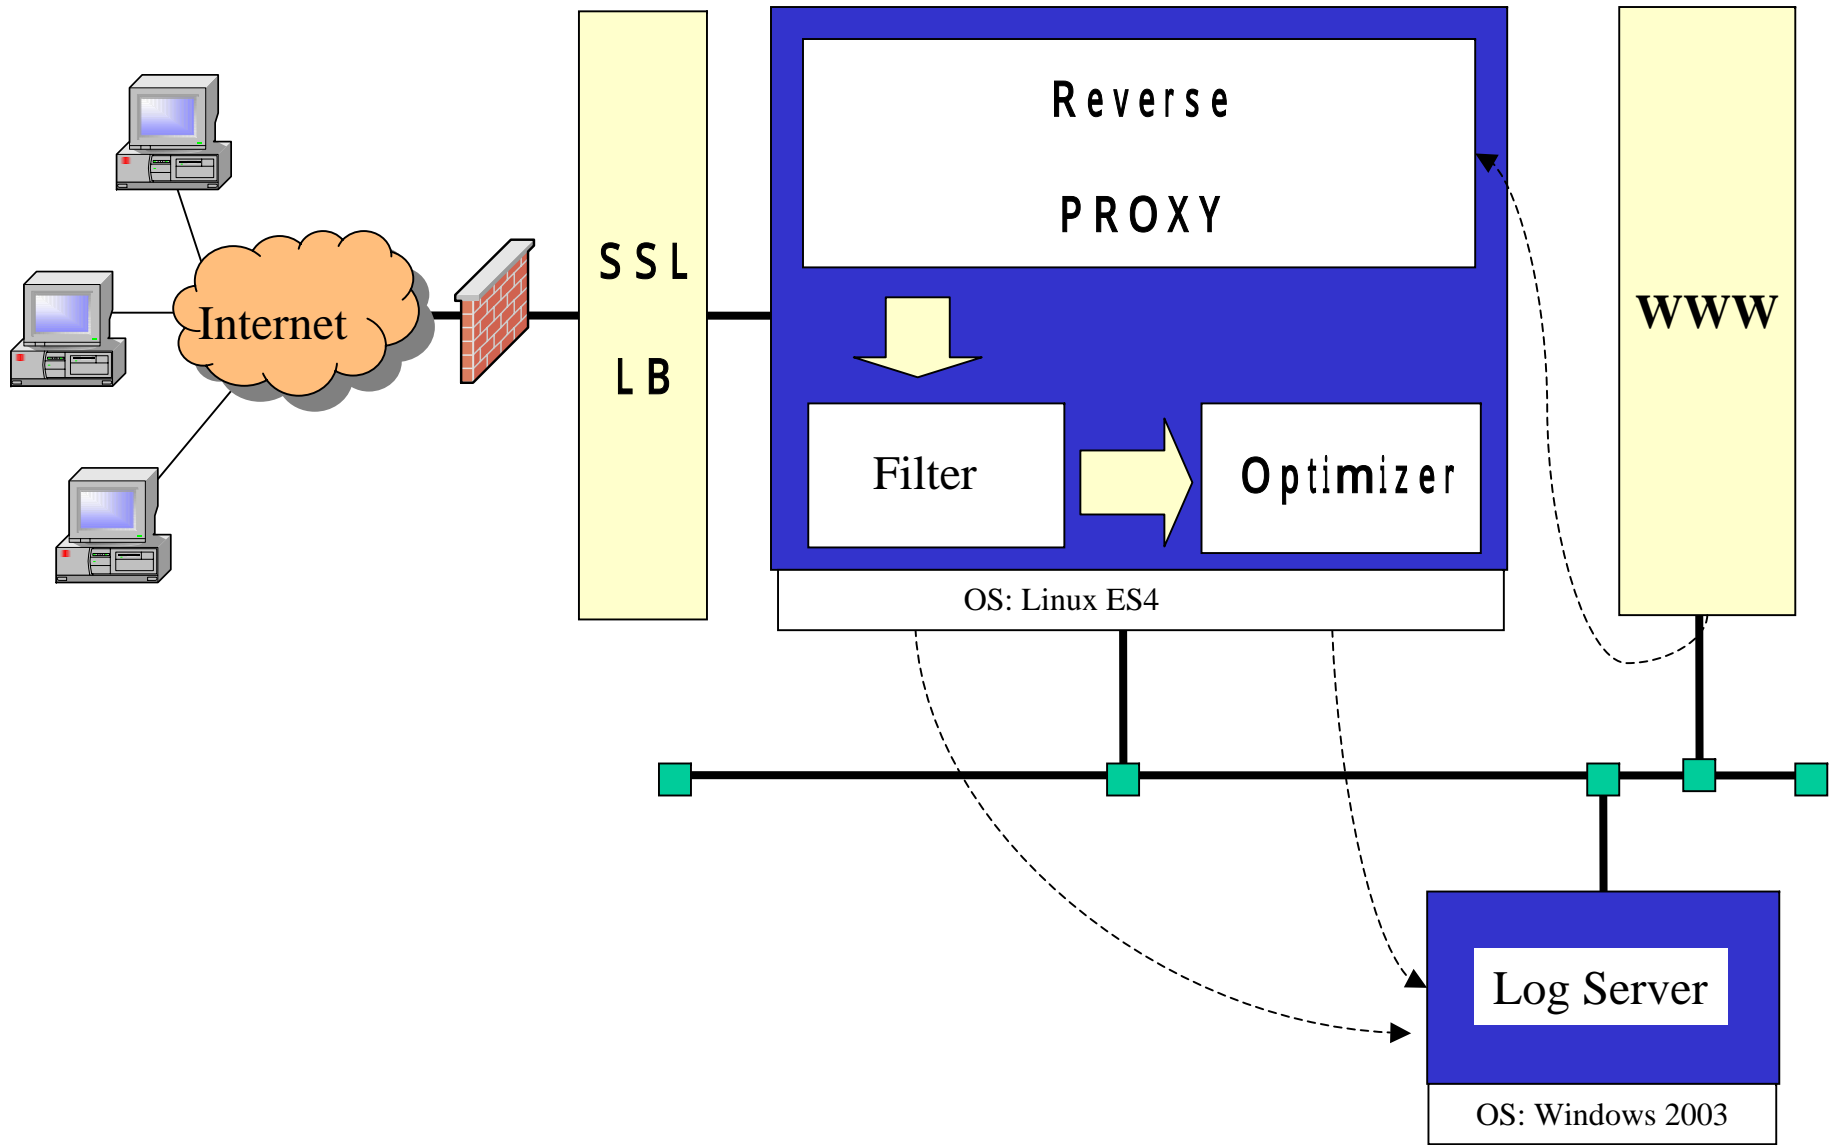 Reverse
PROXY
SSL
LB
Internet
WWW
Filter
Optimizer
OS: Linux ES4
Log Server
OS: Windows 2003